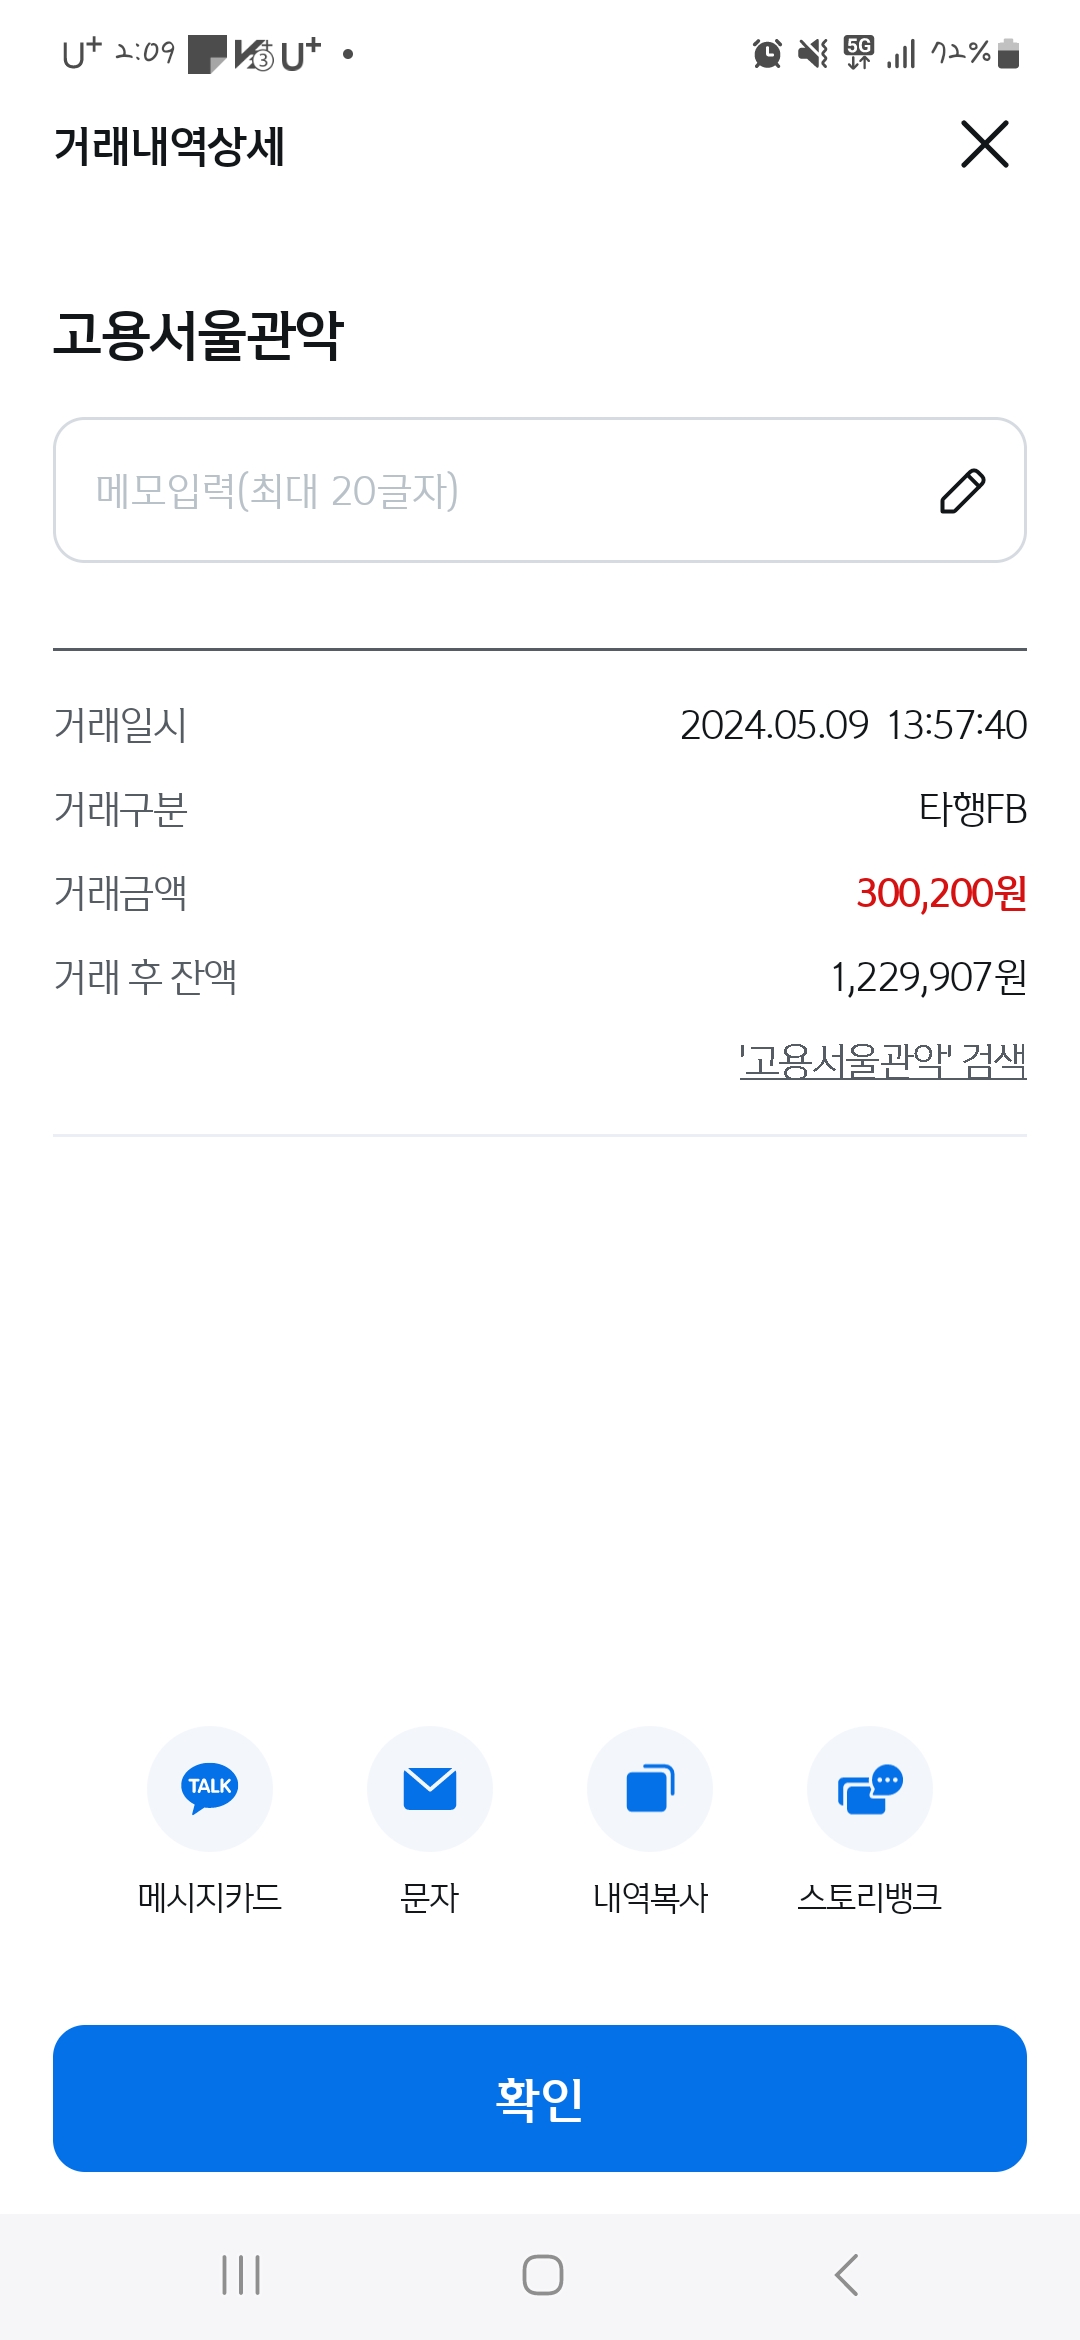 U+ 2:09 3 U+ 5G 72%
거래내역상세
고용서울관악
메모입력(최대 20글자)
거래일시 2024.05.09 13:57:40
거래구분 타행FB
거래금액 300,200원
거래 후 잔액 1,229,907원
'고용서울관악' 검색
TALK
메시지카드 문자 내역복사 스토리뱅크
확인